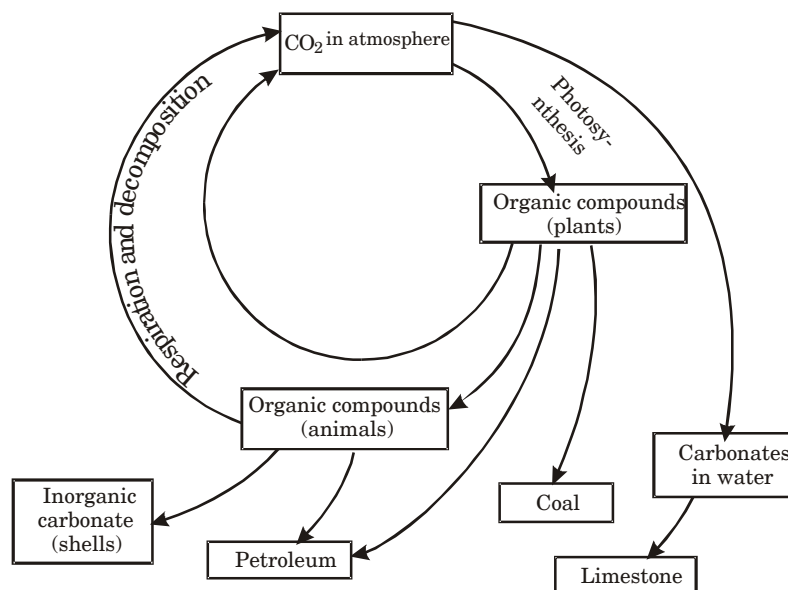 CO₂ in atmosphere
Photosy-
nthesis
Respiration and decomposition
Organic compounds
(plants)
Organic compounds
(animals)
Carbonates
in water
Inorganic
carbonate
(shells)
Coal
Petroleum
Limestone